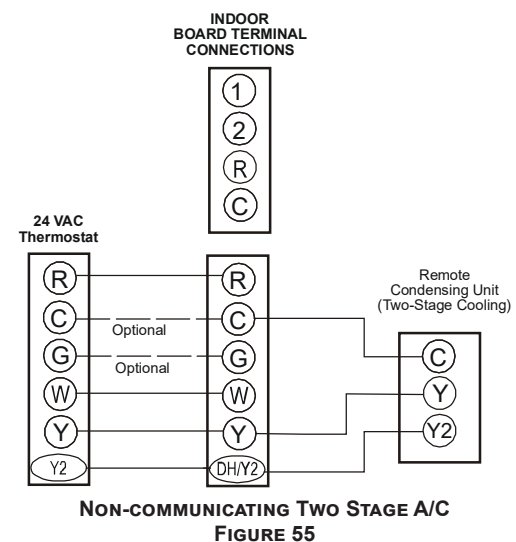 INDOOR
BOARD TERMINAL
CONNECTIONS
1
2
R
C
24 VAC
Thermostat
R
C
G
W
Y
Y2
Optional
Optional
R
C
G
W
Y
DH/Y2
Remote
Condensing Unit
(Two-Stage Cooling)
C
Y
Y2
NON-COMMUNICATING TWO STAGE A/C
FIGURE 55